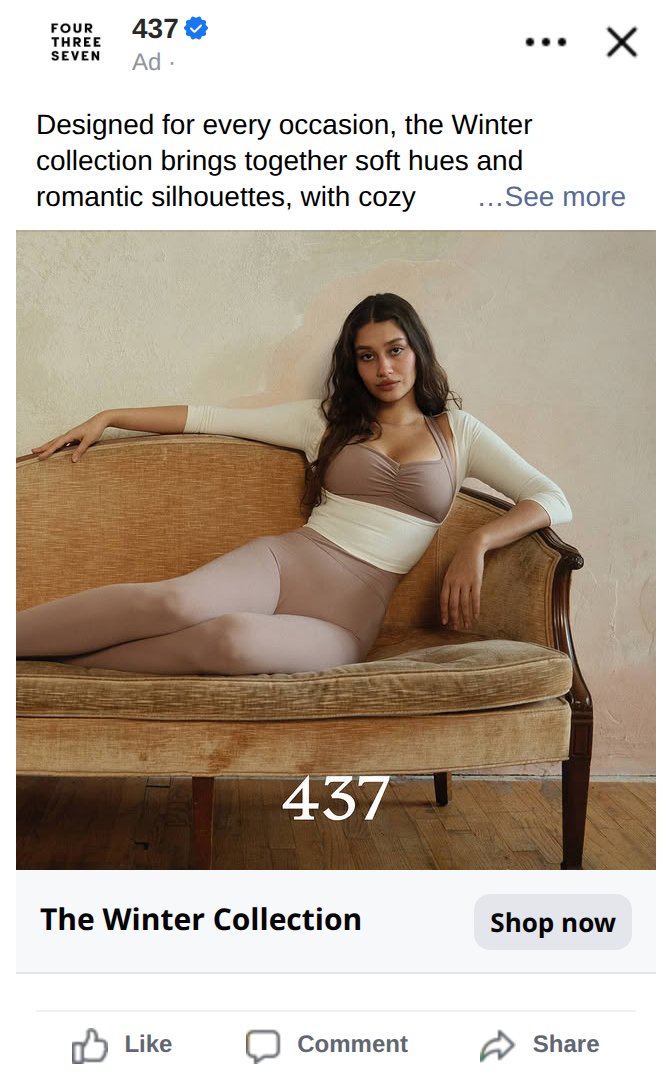 FOUR
THREE
SEVEN
437
Ad ·
Designed for every occasion, the Winter
collection brings together soft hues and
romantic silhouettes, with cozy ...See more
437
The Winter Collection
Shop now
Like Comment Share